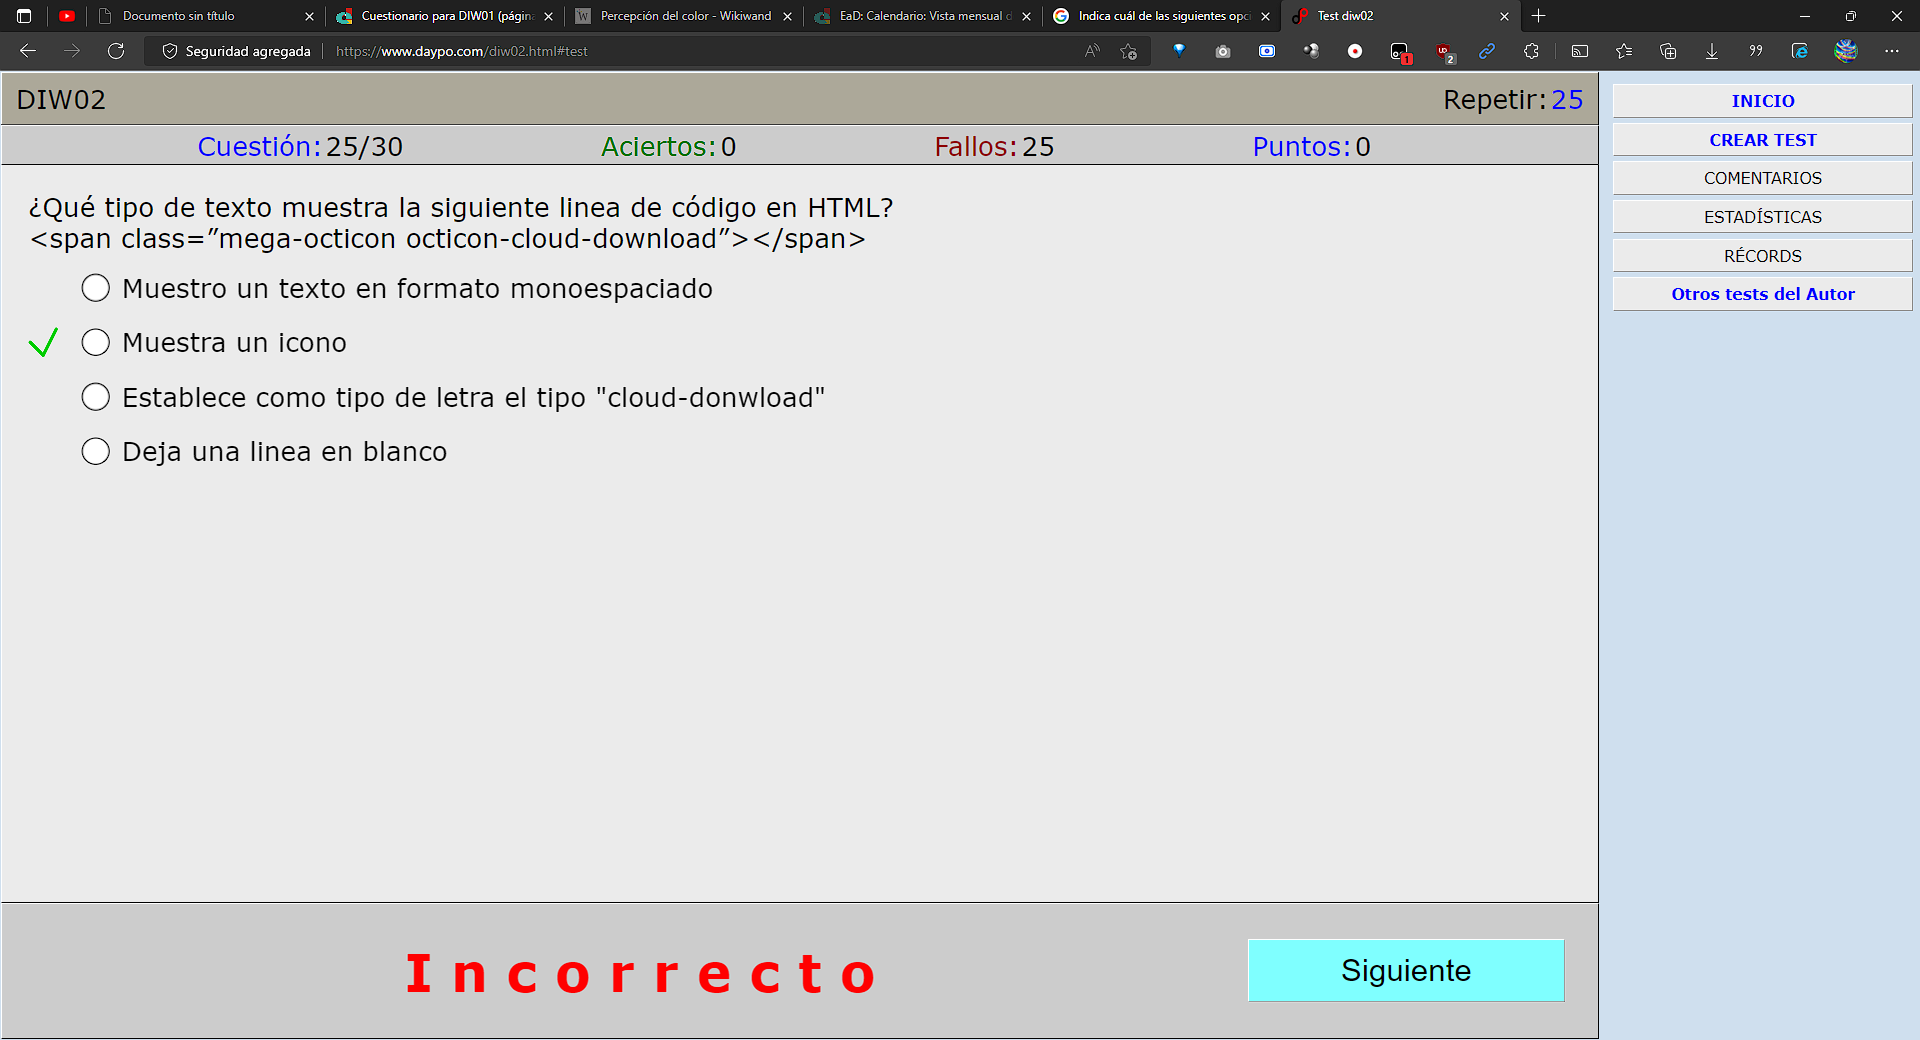 Documento sin título
Cuestionario para DIW01 (págin
Percepción del color - Wikiwand
EaD: Calendario: Vista mensual d
Indica cuál de las siguientes opc
Test diw02
Seguridad agregada
https://www.daypo.com/diw02.html#test
DIW02
Repetir:25
Cuestión:25/30
Aciertos:0
Fallos:25
Puntos:0
¿Qué tipo de texto muestra la siguiente linea de código en HTML?
<span class=”mega-octicon octicon-cloud-download”></span>
Muestro un texto en formato monoespaciado
Muestra un icono
Establece como tipo de letra el tipo "cloud-donwload"
Deja una linea en blanco
Incorrecto
Siguiente
INICIO
CREAR TEST
COMENTARIOS
ESTADÍSTICAS
RÉCORDS
Otros tests del Autor